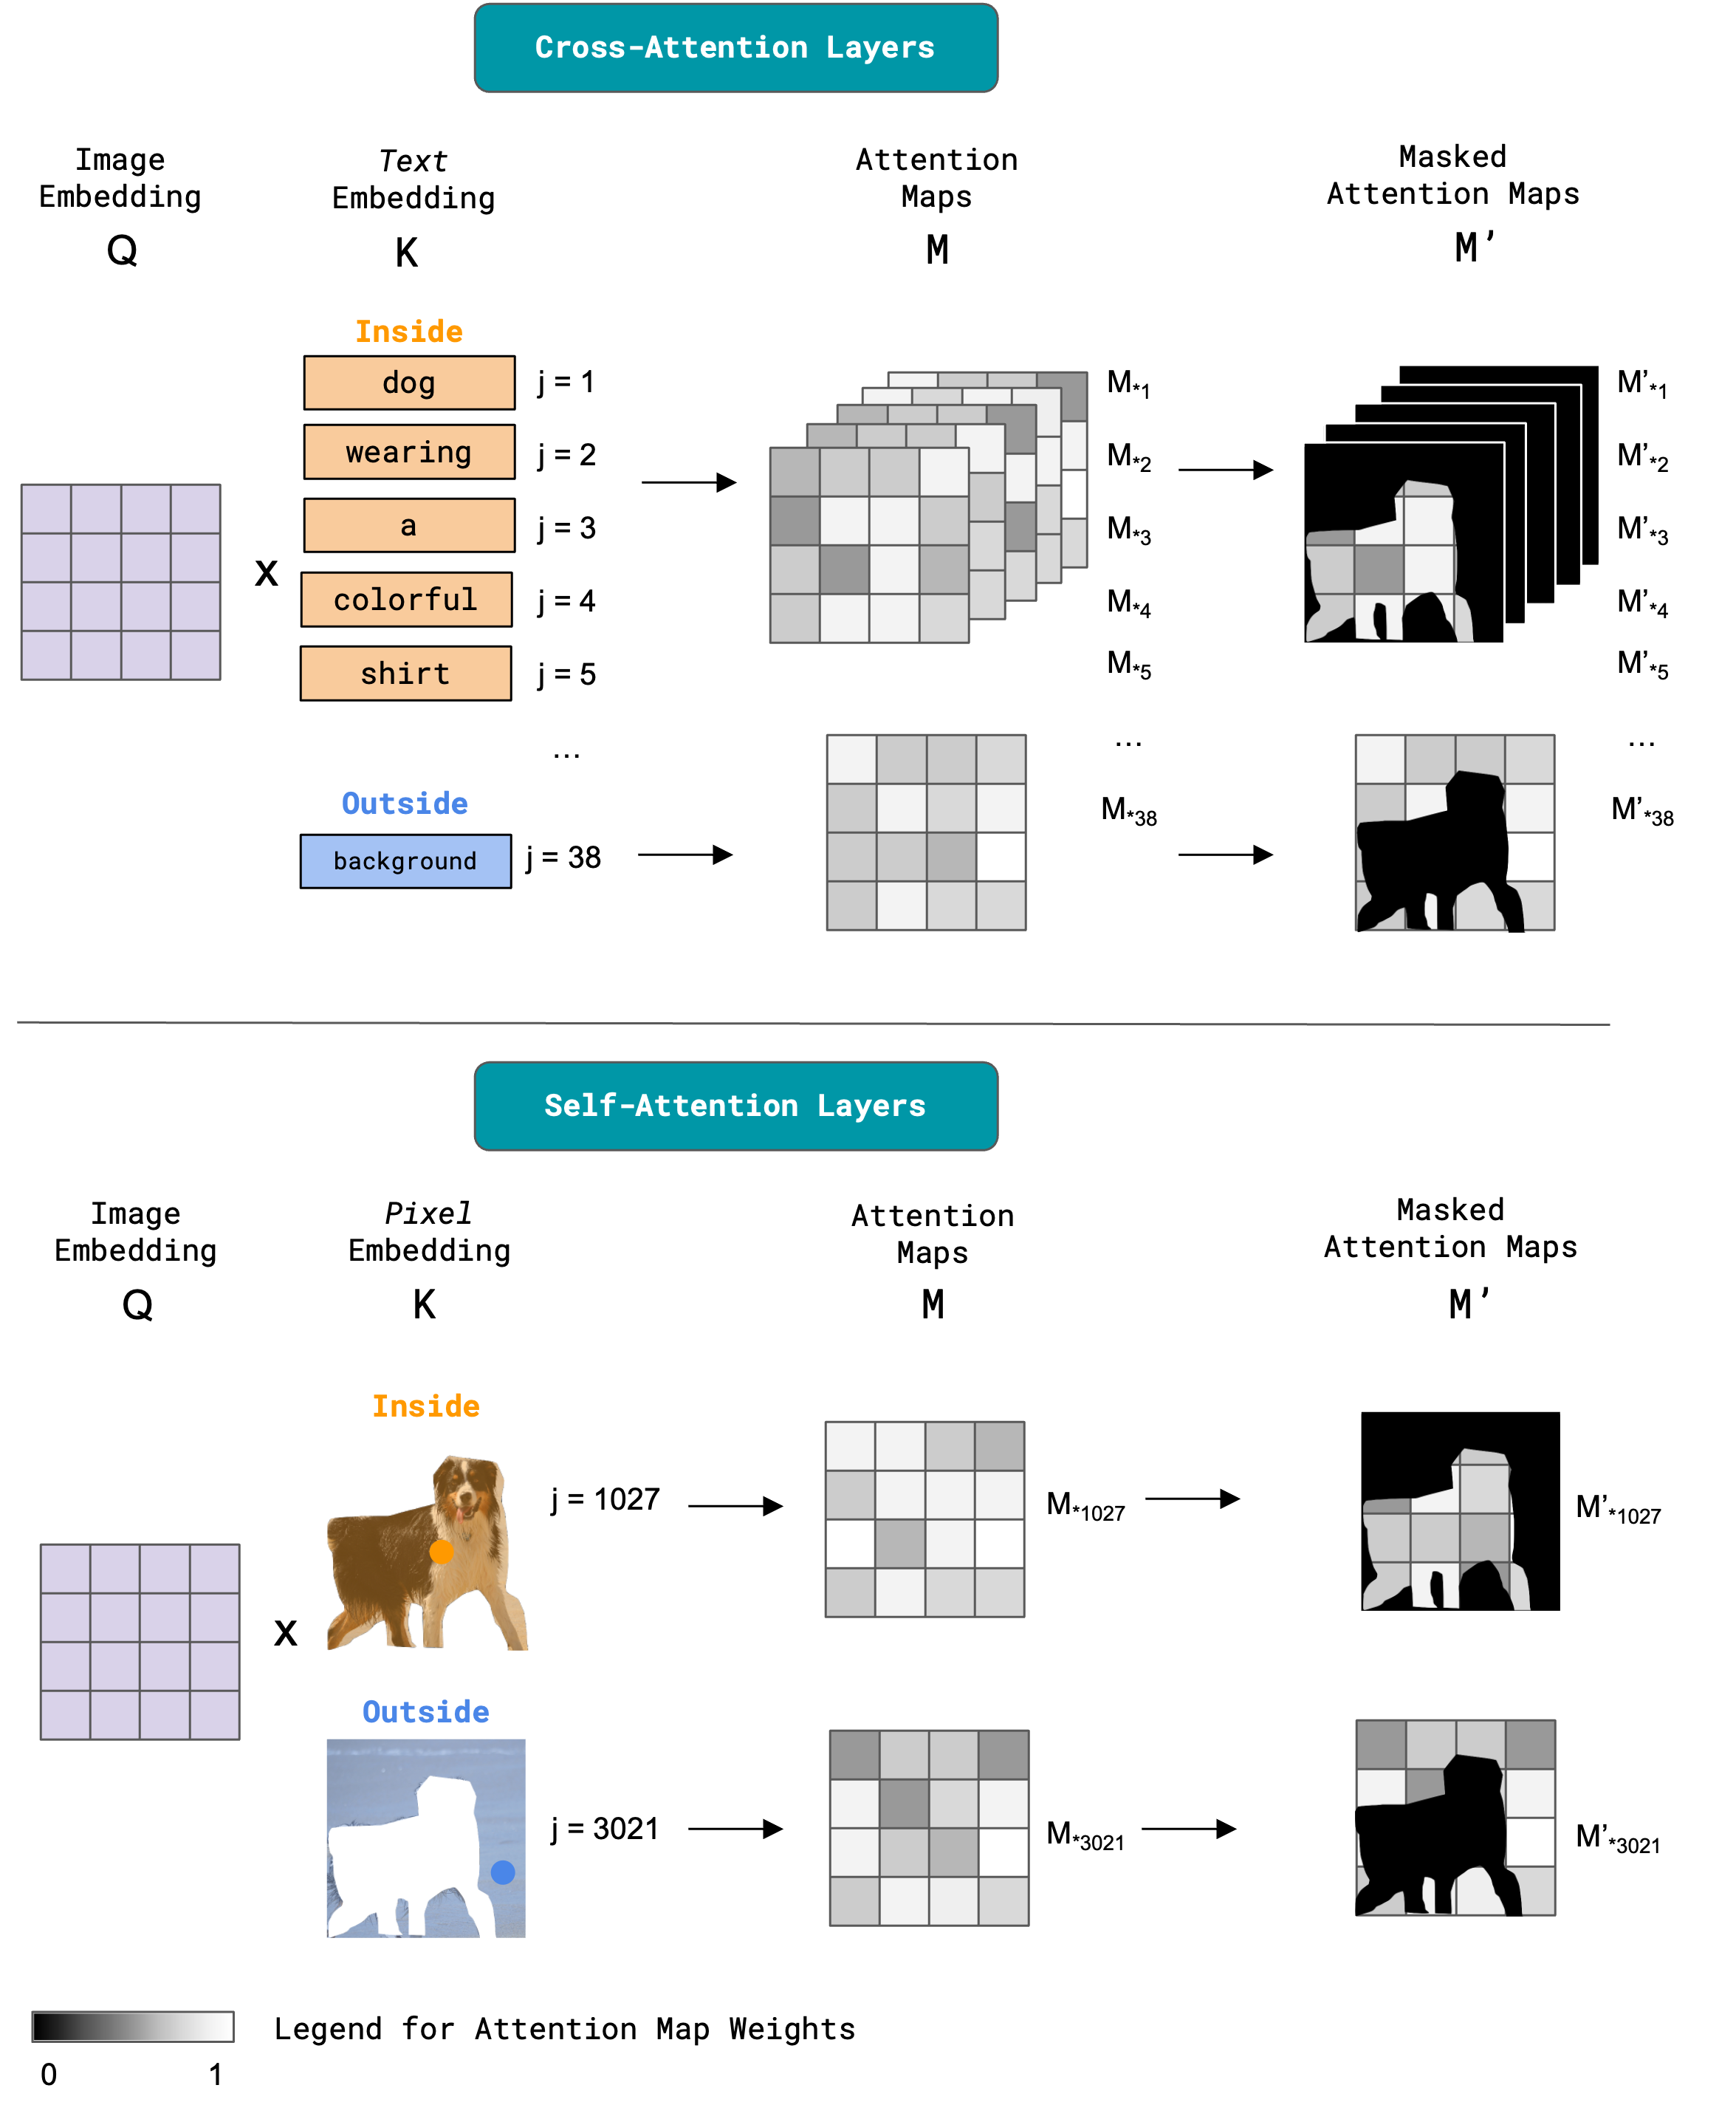 Cross-Attention Layers
Image
Embedding
Q
Text
Embedding
K
Attention
Maps
M
Masked
Attention Maps
M’
Inside
dog
j = 1
wearing
j = 2
a
j = 3
colorful
j = 4
shirt
j = 5
...
X
M*1
M*2
M*3
M*4
M*5
...
M*38
M’*1
M’*2
M’*3
M’*4
M’*5
...
M’*38
Outside
background
j = 38
Self-Attention Layers
Image
Embedding
Q
Pixel
Embedding
K
Attention
Maps
M
Masked
Attention Maps
M’
Inside
j = 1027
M*1027
M’*1027
X
Outside
j = 3021
M*3021
M’*3021
Legend for Attention Map Weights
0
1